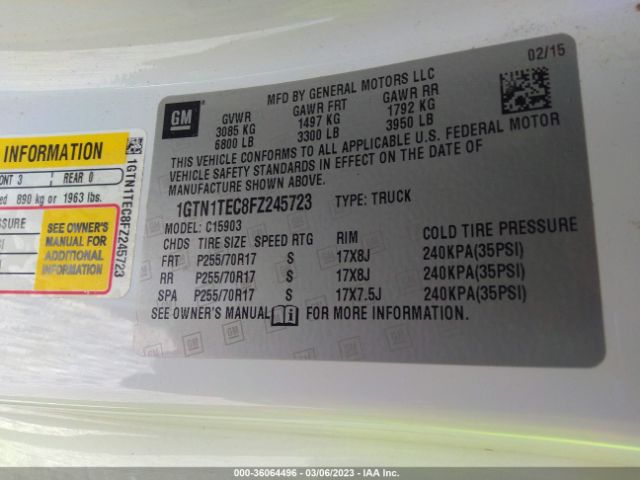 02/15
MFD BY GENERAL MOTORS LLC
GM
GVWR GAWR FRT GAWR RR
3085 KG 1497 KG 1792 KG
6800 LB 3300 LB 3950 LB
THIS VEHICLE CONFORMS TO ALL APPLICABLE U.S. FEDERAL MOTOR
VEHICLE SAFETY STANDARDS IN EFFECT ON THE DATE OF
MANUFACTURE SHOWN ABOVE.
1GTN1TEC8FZ245723 TYPE: TRUCK
MODEL: C15903
CHDS TIRE SIZE SPEED RTG RIM COLD TIRE PRESSURE
FRT P255/70R17 S 17X8J 240KPA(35PSI)
RR P255/70R17 S 17X8J 240KPA(35PSI)
SPA P255/70R17 S 17X7.5J 240KPA(35PSI)
SEE OWNER'S MANUAL FOR MORE INFORMATION.
INFORMATION
ONT 3 REAR 0
ed 890 kg or 1963 lbs.
SSURE
SEE OWNER'S
MANUAL FOR
ADDITIONAL
INFORMATION
1GTN1TEC8FZ245723
000-36064496 — 03/06/2023 — IAA Inc.